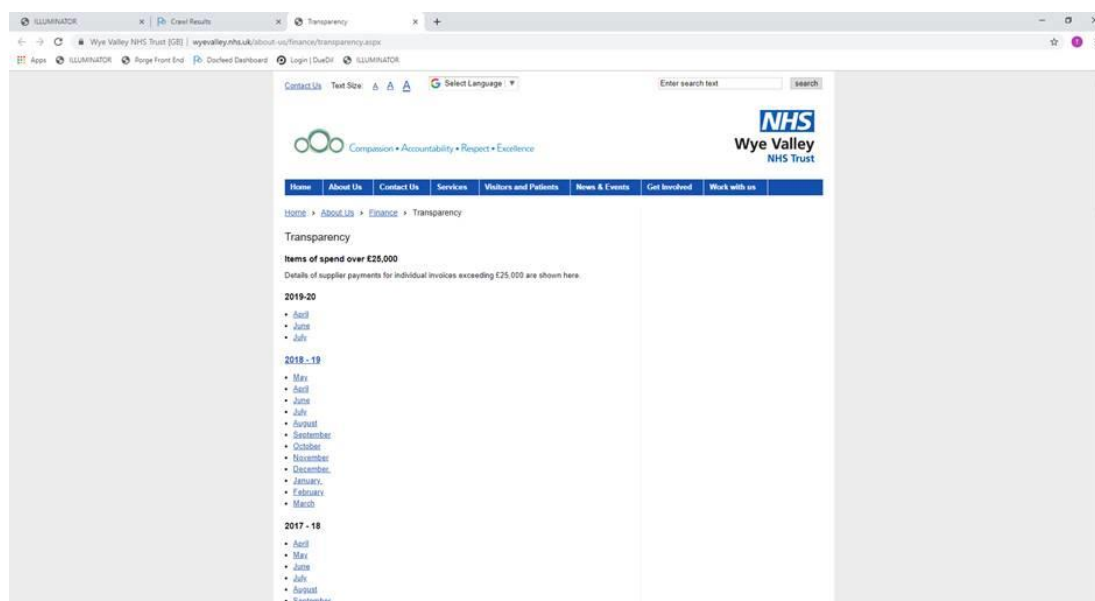 ILLUMINATOR Crawl Results Transparency
Wye Valley NHS Trust [GB] | wyevalley.nhs.uk/about-us/finance/transparency.aspx
Apps ILLUMINATOR Porge Front End Docfeed Dashboard Login | DueDil ILLUMINATOR
Contact Us Text Size: A A A Select Language ▼ Enter search text search
NHS
Compassion • Accountability • Respect • Excellence Wye Valley
NHS Trust
Home About Us Contact Us Services Visitors and Patients News & Events Get Involved Work with us
Home › About Us › Finance › Transparency
Transparency
Items of spend over £25,000
Details of supplier payments for individual invoices exceeding £25,000 are shown here.
2019-20
• April
• June
• July
2018 - 19
• May
• April
• June
• July
• August
• September
• October
• November
• December.
• January.
• February
• March
2017 - 18
• April
• May
• June
• July
• August
• September